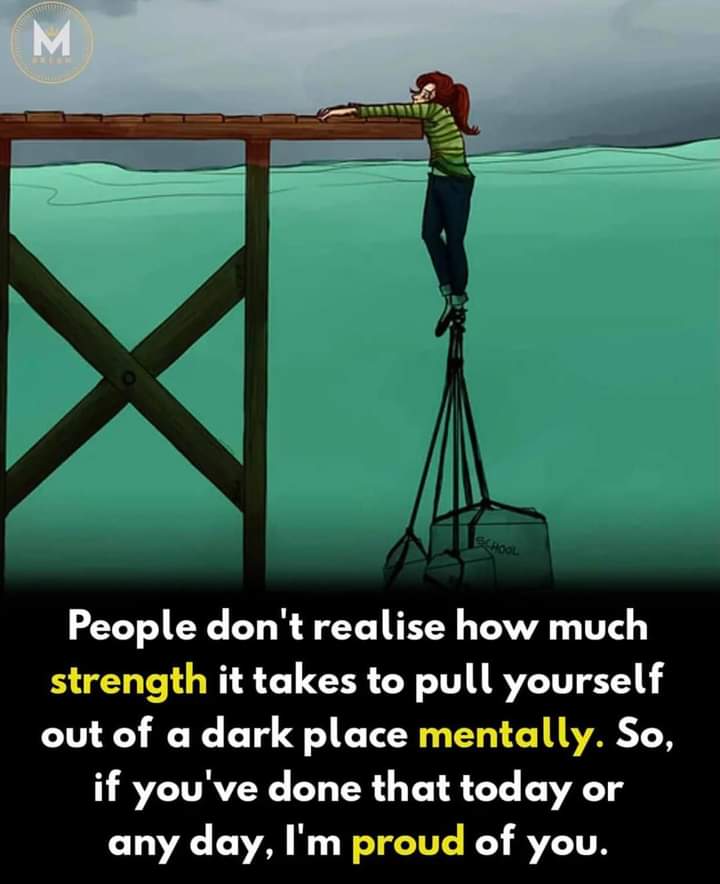 M
SCHOOL
People don't realise how much
strength it takes to pull yourself
out of a dark place mentally. So,
if you've done that today or
any day, I'm proud of you.